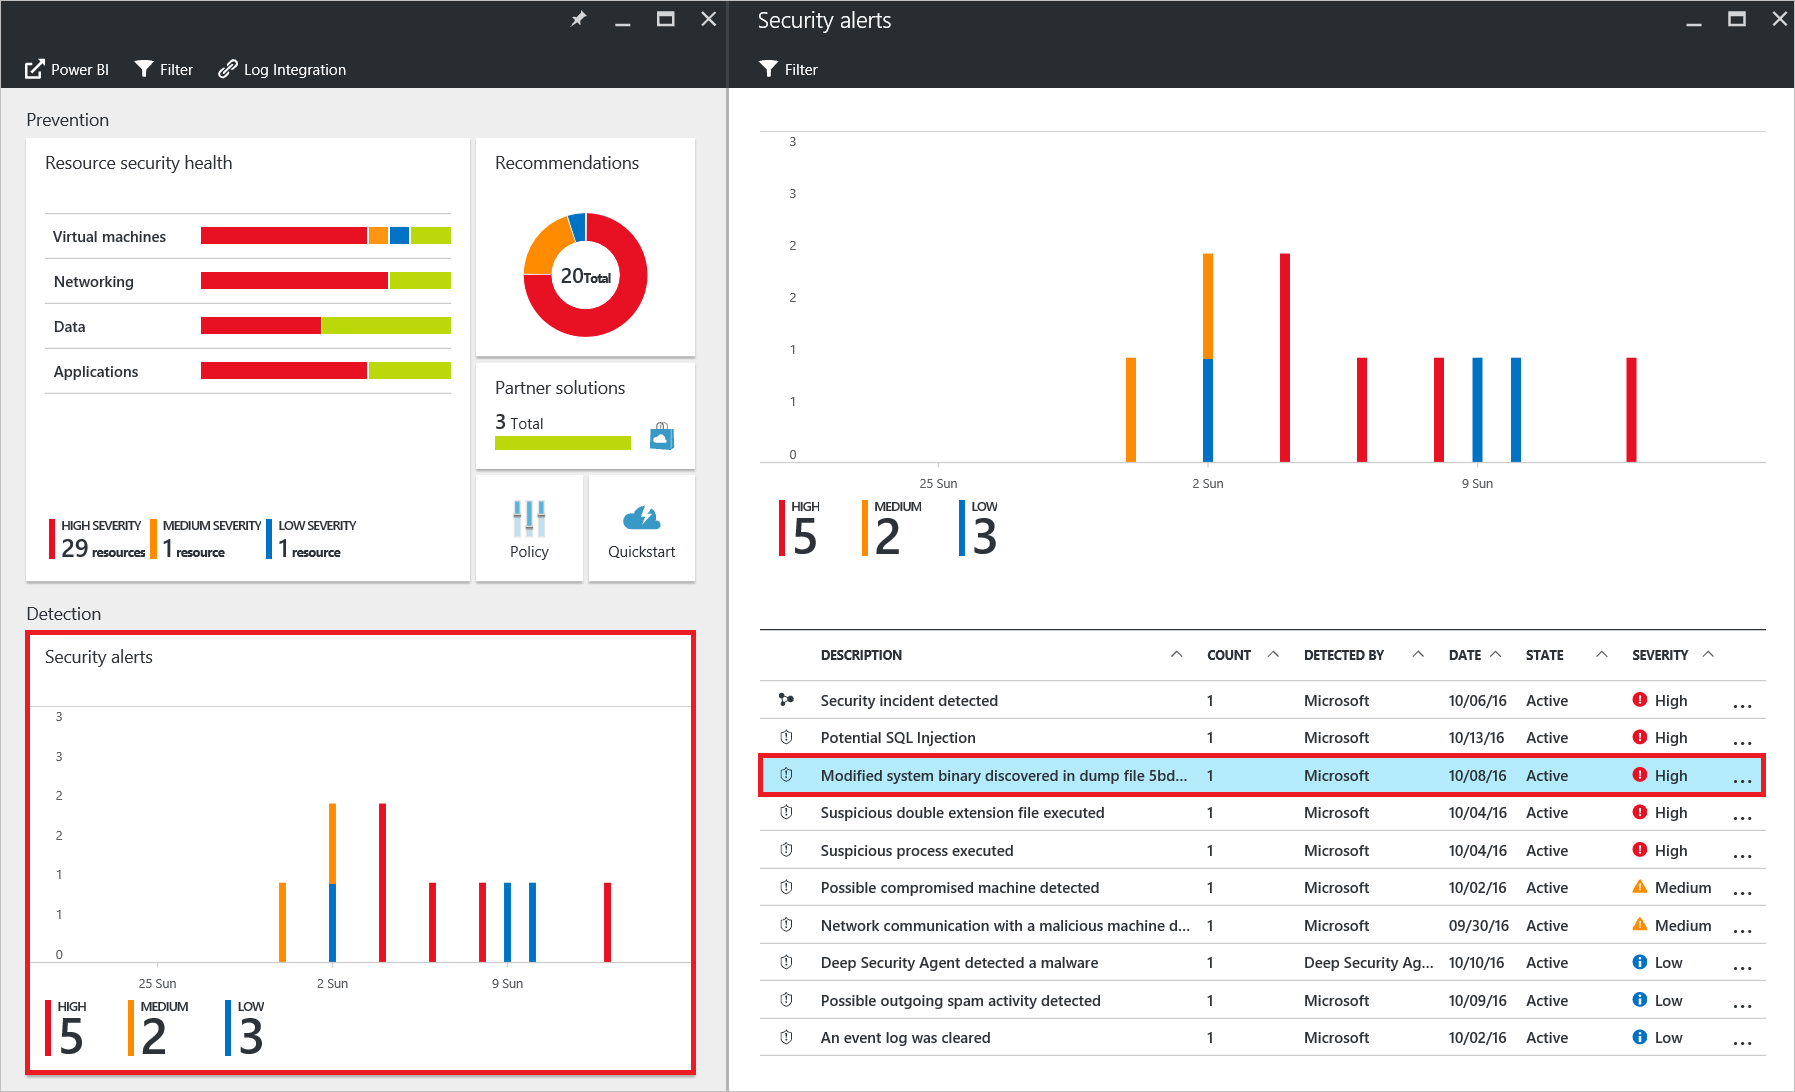 Power BI
Filter
Log Integration
Prevention
Resource security health
Virtual machines
Networking
Data
Applications
HIGH SEVERITY
29 resources
MEDIUM SEVERITY
1 resource
LOW SEVERITY
1 resource
Recommendations
20Total
Partner solutions
3 Total
Policy
Quickstart
Detection
Security alerts
3
3
2
2
1
1
0
25 Sun
2 Sun
9 Sun
HIGH
5
MEDIUM
2
LOW
3
Security alerts
Filter
3
3
2
2
1
1
0
25 Sun
2 Sun
9 Sun
HIGH
5
MEDIUM
2
LOW
3
DESCRIPTION COUNT DETECTED BY DATE STATE SEVERITY
Security incident detected 1 Microsoft 10/06/16 Active High ...
Potential SQL Injection 1 Microsoft 10/13/16 Active High ...
Modified system binary discovered in dump file 5bd... 1 Microsoft 10/08/16 Active High ...
Suspicious double extension file executed 1 Microsoft 10/04/16 Active High ...
Suspicious process executed 1 Microsoft 10/04/16 Active High ...
Possible compromised machine detected 1 Microsoft 10/02/16 Active Medium ...
Network communication with a malicious machine d... 1 Microsoft 09/30/16 Active Medium ...
Deep Security Agent detected a malware 1 Deep Security Ag... 10/10/16 Active Low ...
Possible outgoing spam activity detected 1 Microsoft 10/09/16 Active Low ...
An event log was cleared 1 Microsoft 10/02/16 Active Low ...